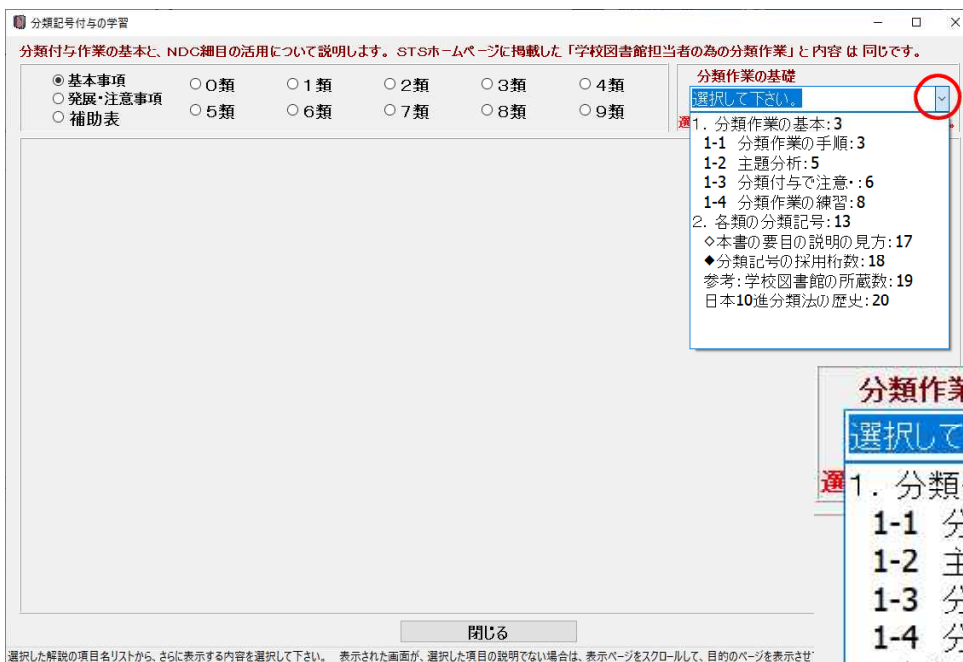 分類記号付与の学習
分類付与作業の基本と、NDC細目の活用について説明します。STSホームページに掲載した「学校図書館担当者の為の分類作業」と内容 は 同じです。
基本事項
発展・注意事項
補助表
0類 1類 2類 3類 4類
5類 6類 7類 8類 9類
分類作業の基礎
選択して下さい。
選
1. 分類作業の基本:3
1-1 分類作業の手順:3
1-2 主題分析:5
1-3 分類付与で注意・:6
1-4 分類作業の練習:8
2. 各類の分類記号:13
◇本書の要目の説明の見方:17
◆分類記号の採用桁数:18
参考:学校図書館の所蔵数:19
日本10進分類法の歴史:20
分類作業
選択して
選
1. 分類
1-1 分
1-2 主
1-3 分
1-4 分
閉じる
選択した解説の項目名リストから、さらに表示する内容を選択して下さい。 表示された画面が、選択した項目の説明でない場合は、表示ページをスクロールして、目的のページを表示させ